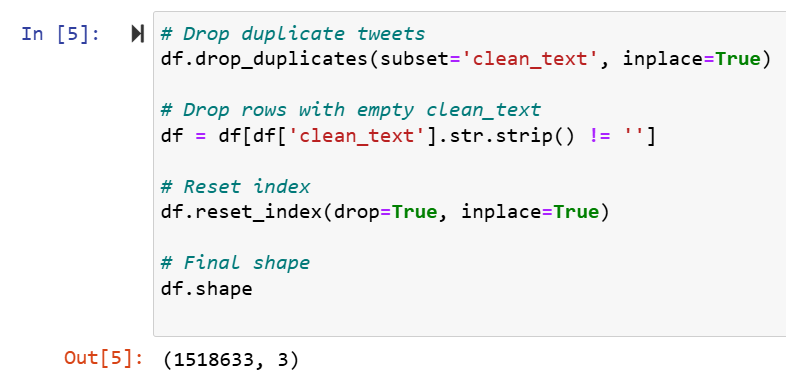 In [5]:
# Drop duplicate tweets
df.drop_duplicates(subset='clean_text', inplace=True)
# Drop rows with empty clean_text
df = df[df['clean_text'].str.strip() != '']
# Reset index
df.reset_index(drop=True, inplace=True)
# Final shape
df.shape
Out[5]: (1518633, 3)